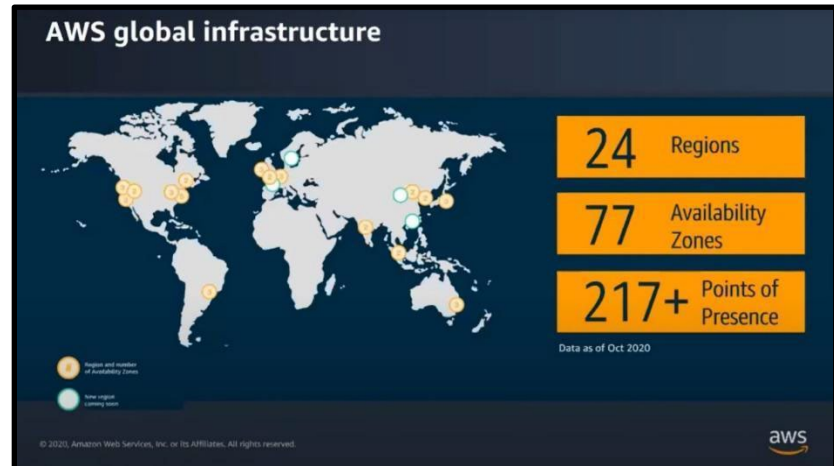 AWS global infrastructure
24 Regions
77 Availability
Zones
217+ Points of
Presence
Data as of Oct 2020
Region and number
of Availability Zones
New region
coming soon
© 2020, Amazon Web Services, Inc. or its Affiliates. All rights reserved.
aws